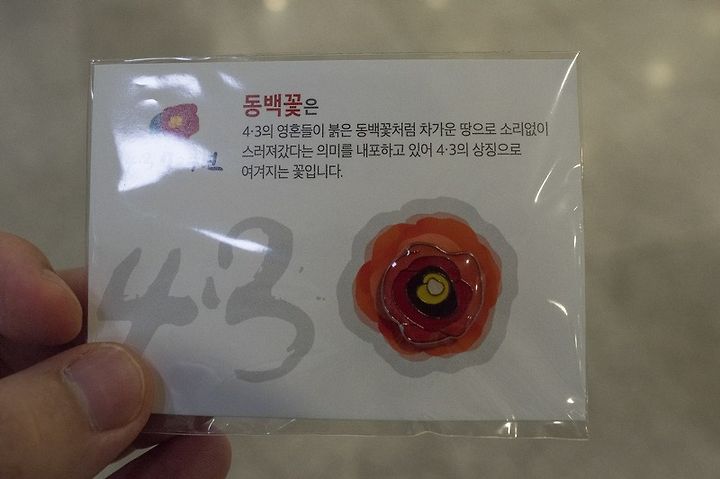 동백꽃은
4·3의 영혼들이 붉은 동백꽃처럼 차가운 땅으로 소리없이
스러져갔다는 의미를 내포하고 있어 4·3의 상징으로
여겨지는 꽃입니다.
4·3